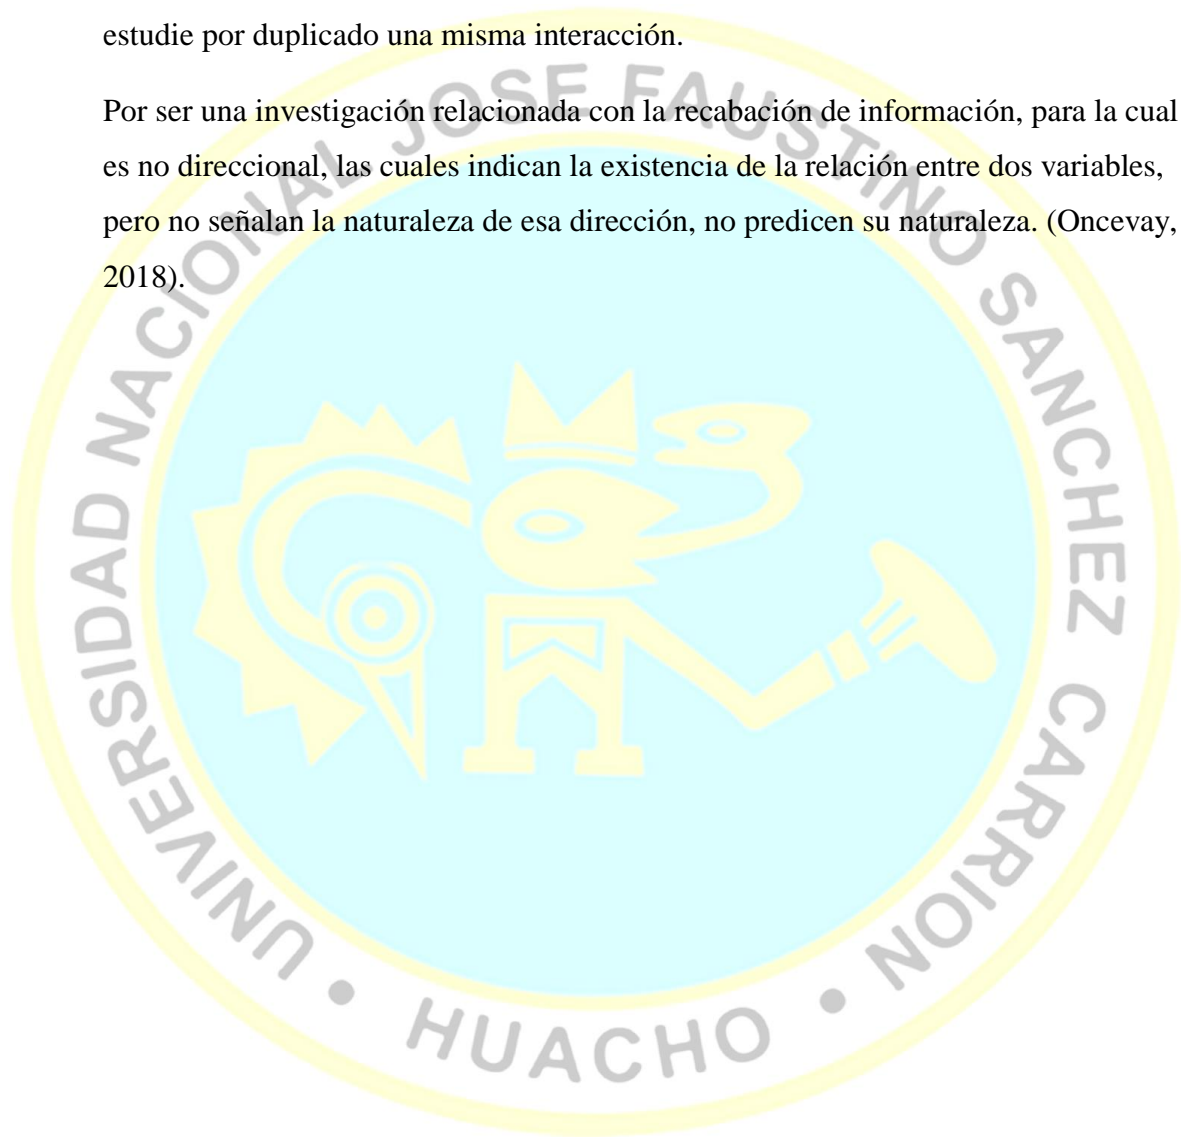 estudie por duplicado una misma interacción.
Por ser una investigación relacionada con la recabación de información, para la cual
es no direccional, las cuales indican la existencia de la relación entre dos variables,
pero no señalan la naturaleza de esa dirección, no predicen su naturaleza. (Oncevay,
2018).
UNIVERSIDAD NACIONAL JOSE FAUSTINO SANCHEZ CARRION • HUACHO •